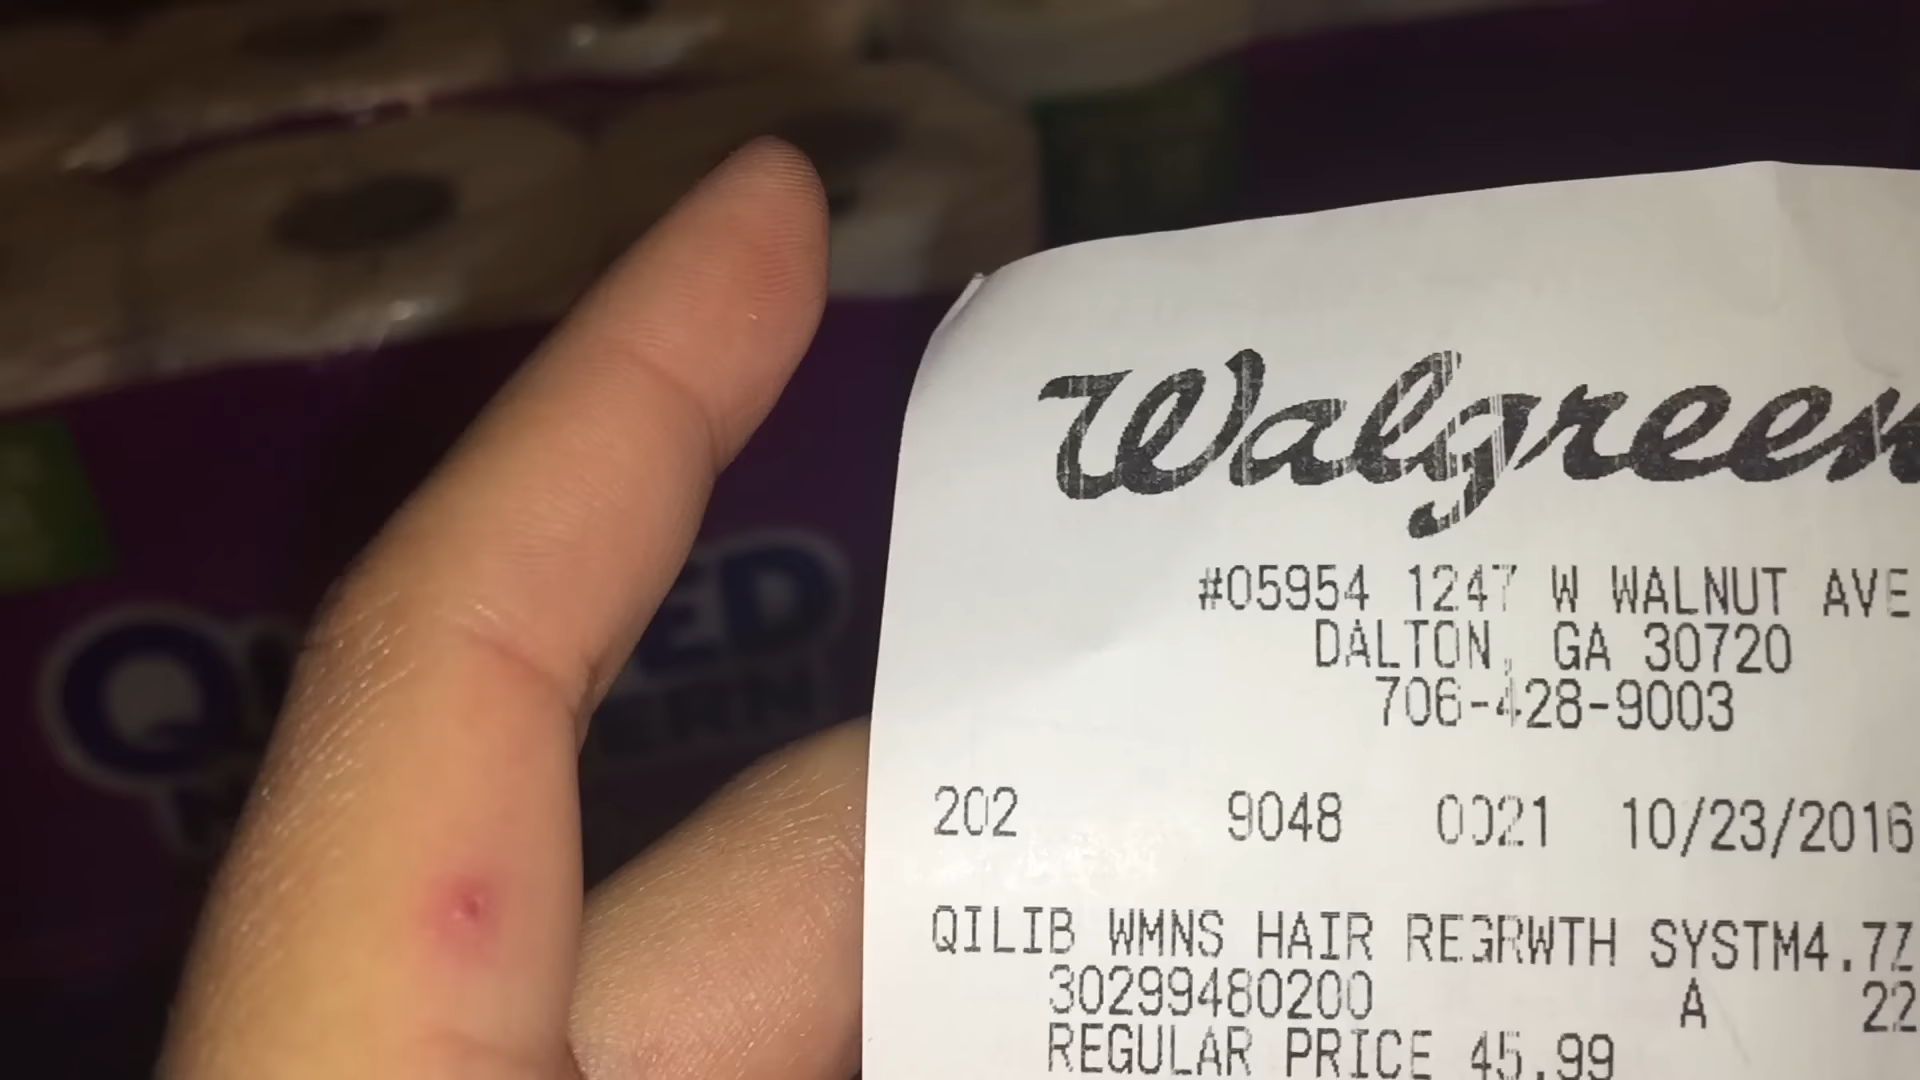 Walgreen
#05954 1247 W WALNUT AVE
DALTON, GA 30720
706-428-9003
202 9048 0021 10/23/2016
QILIB WMNS HAIR REGRWTH SYSTM4.7Z
30299480200 A 22
REGULAR PRICE 45.99